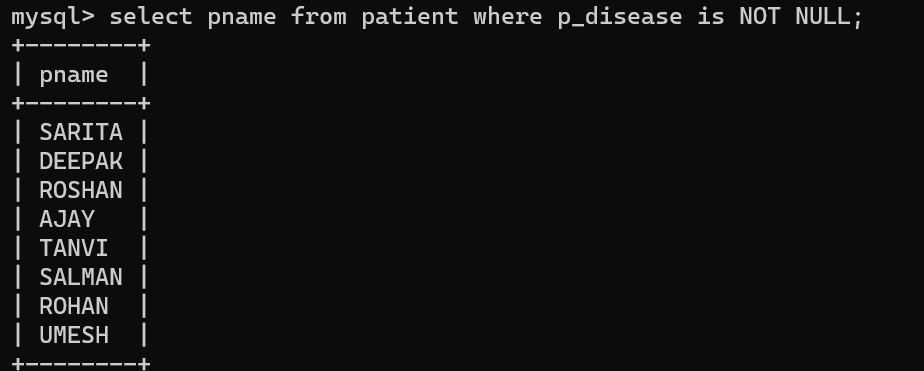 mysql> select pname from patient where p_disease is NOT NULL;
+--------+
| pname  |
+--------+
| SARITA |
| DEEPAK |
| ROSHAN |
| AJAY   |
| TANVI  |
| SALMAN |
| ROHAN  |
| UMESH  |
+--------+